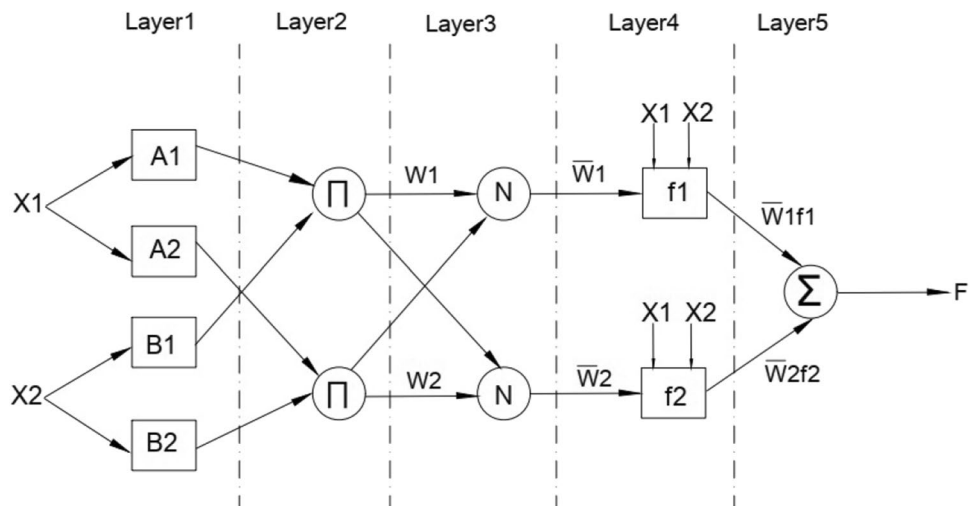 Layer1 Layer2 Layer3 Layer4 Layer5
X1 X2
A1
∏ W1 N W̅1 f1
X1
W̅1f1
A2
Σ F
X1 X2
B1
W̅2f2
X2
∏ W2 N W̅2 f2
B2